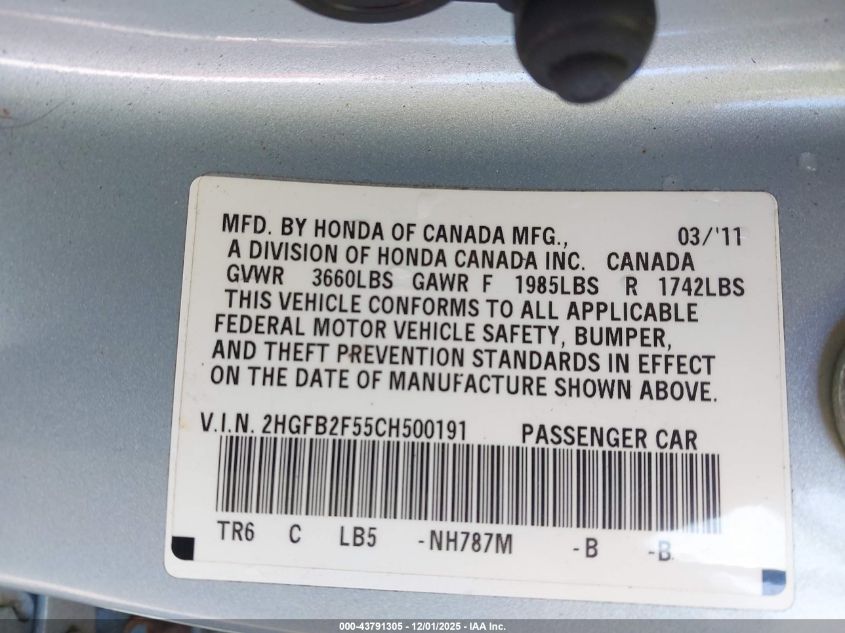 MFD. BY HONDA OF CANADA MFG., 03/'11
A DIVISION OF HONDA CANADA INC. CANADA
GVWR 3660LBS GAWR F 1985LBS R 1742LBS
THIS VEHICLE CONFORMS TO ALL APPLICABLE
FEDERAL MOTOR VEHICLE SAFETY, BUMPER,
AND THEFT PREVENTION STANDARDS IN EFFECT
ON THE DATE OF MANUFACTURE SHOWN ABOVE.
V.I.N. 2HGFB2F55CH500191 PASSENGER CAR
TR6 C LB5 -NH787M -B -B
000-43791305 - 12/01/2025 - IAA Inc.